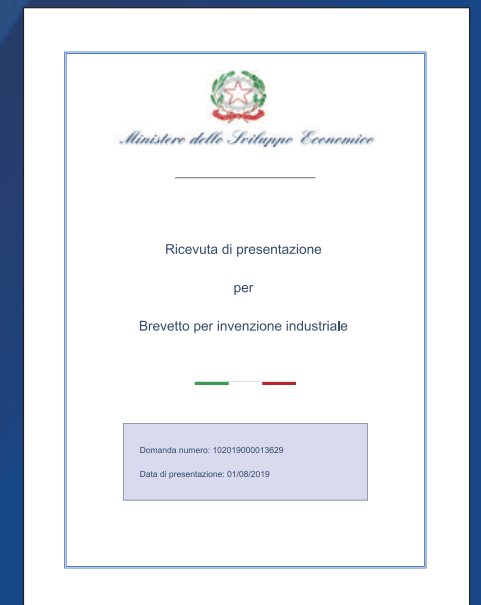 Ministero dello Sviluppo Economico
Ricevuta di presentazione
per
Brevetto per invenzione industriale
Domanda numero: 102019000013629
Data di presentazione: 01/08/2019